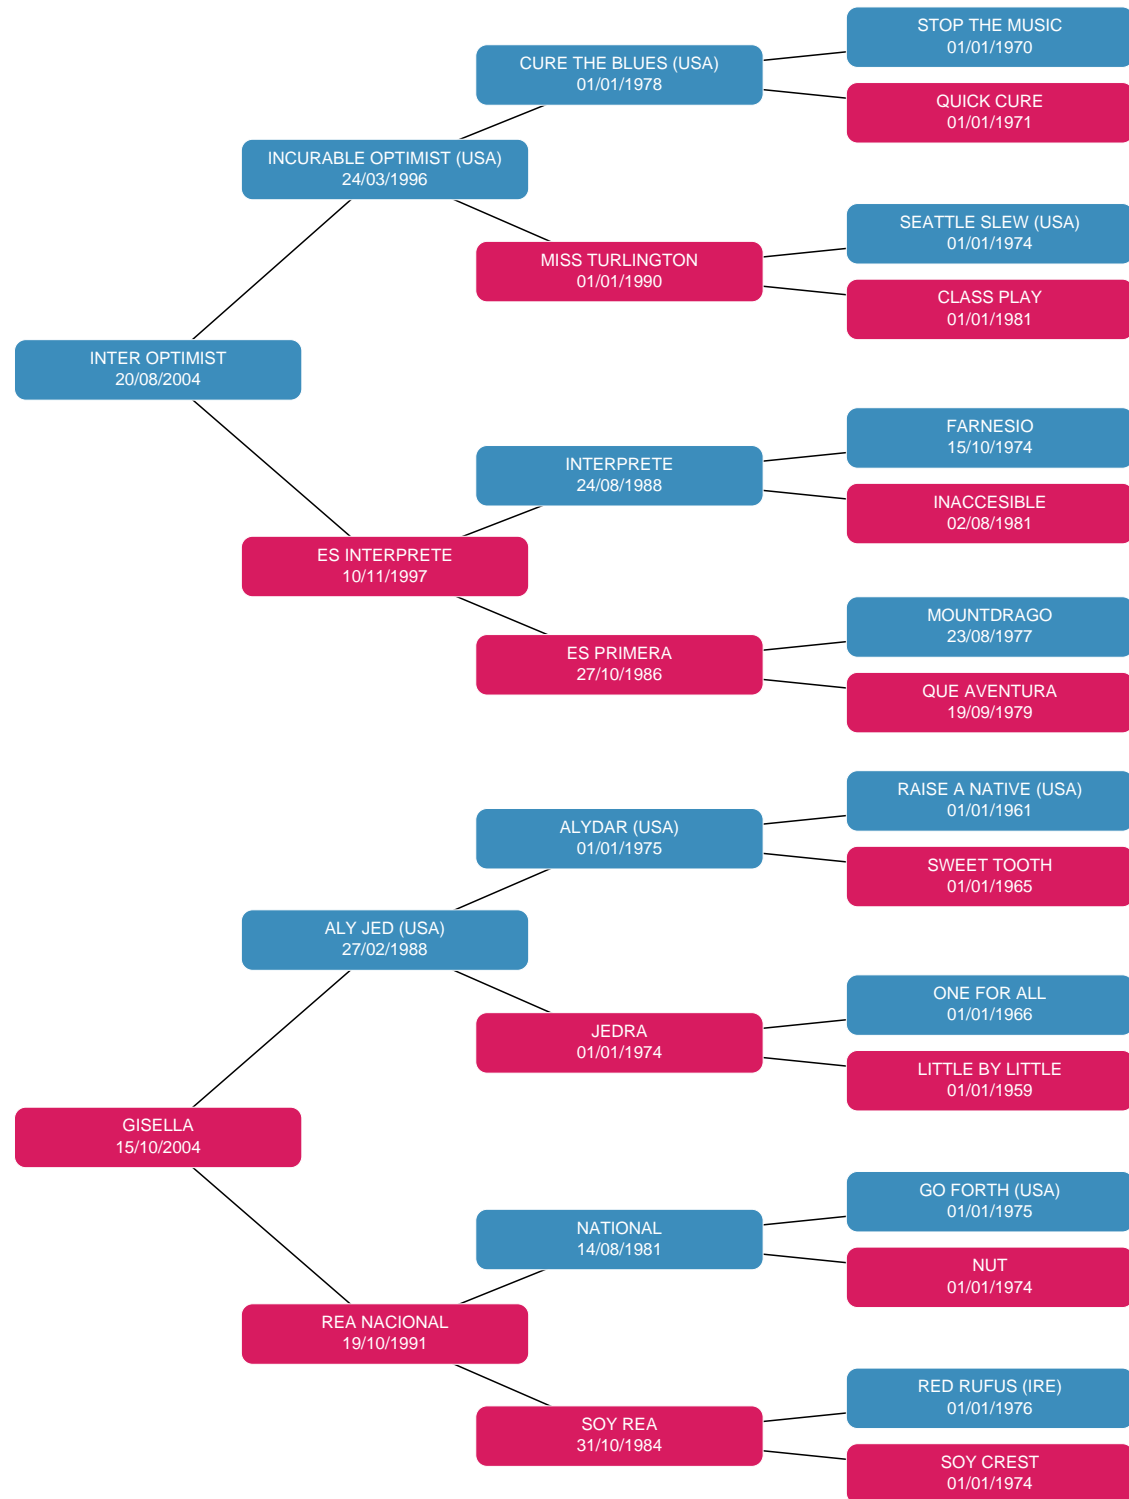 STOP THE MUSIC
01/01/1970
CURE THE BLUES (USA)
01/01/1978
QUICK CURE
01/01/1971
INCURABLE OPTIMIST (USA)
24/03/1996
SEATTLE SLEW (USA)
01/01/1974
MISS TURLINGTON
01/01/1990
CLASS PLAY
01/01/1981
INTER OPTIMIST
20/08/2004
FARNESIO
15/10/1974
INTERPRETE
24/08/1988
INACCESIBLE
02/08/1981
ES INTERPRETE
10/11/1997
MOUNTDRAGO
23/08/1977
ES PRIMERA
27/10/1986
QUE AVENTURA
19/09/1979
RAISE A NATIVE (USA)
01/01/1961
ALYDAR (USA)
01/01/1975
SWEET TOOTH
01/01/1965
ALY JED (USA)
27/02/1988
ONE FOR ALL
01/01/1966
JEDRA
01/01/1974
LITTLE BY LITTLE
01/01/1959
GISELLA
15/10/2004
GO FORTH (USA)
01/01/1975
NATIONAL
14/08/1981
NUT
01/01/1974
REA NACIONAL
19/10/1991
RED RUFUS (IRE)
01/01/1976
SOY REA
31/10/1984
SOY CREST
01/01/1974